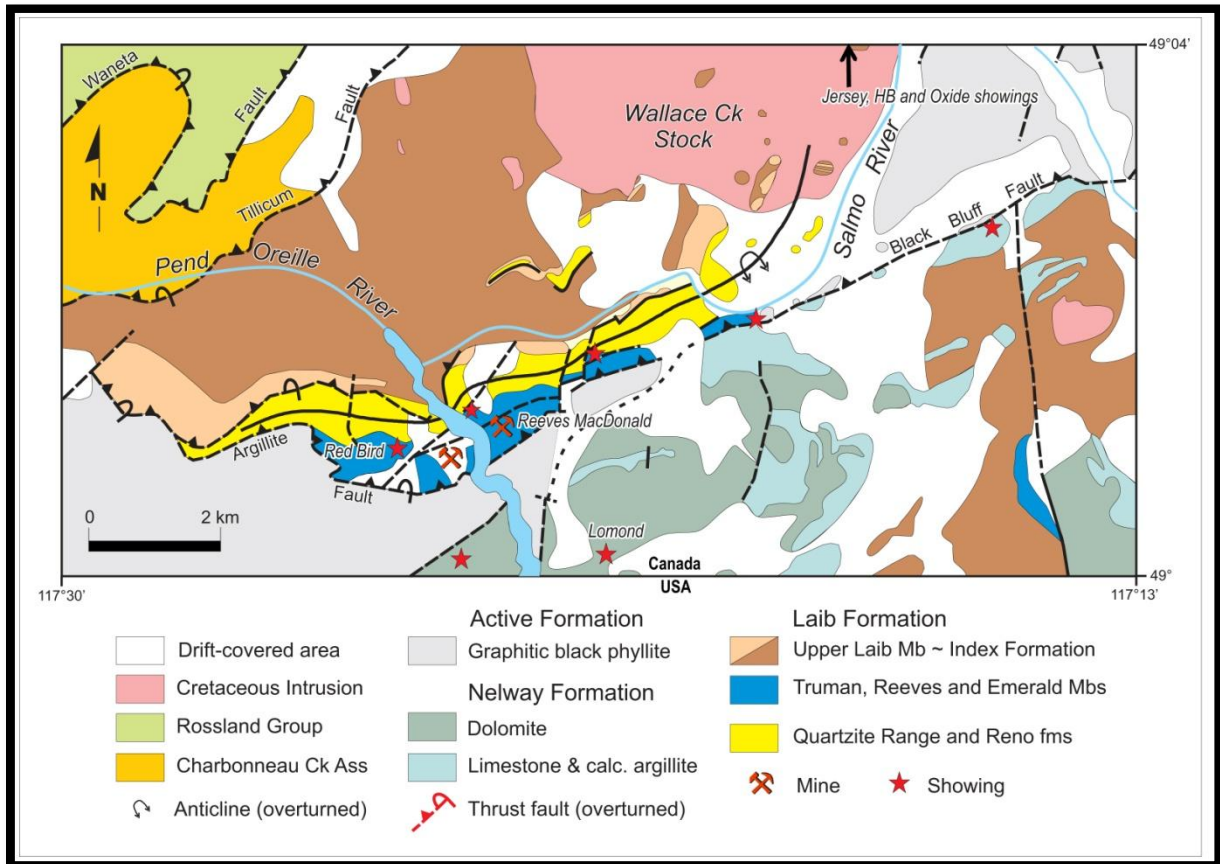 49°04'
Waneta
Fault
Fault
Tillicum
N
Jersey, HB and Oxide showings
Wallace Ck
Stock
Salmo River
Black Bluff Fault
Pend Oreille River
Argillite
Fault
Red Bird
Reeves MacDonald
Lomond
0 2 km
Canada
USA
117°30'
49°
117°13'
Active Formation
Laib Formation
Drift-covered area
Graphitic black phyllite
Upper Laib Mb ~ Index Formation
Cretaceous Intrusion
Nelway Formation
Truman, Reeves and Emerald Mbs
Rossland Group
Dolomite
Quartzite Range and Reno fms
Charbonneau Ck Ass
Limestone & calc. argillite
Mine
Showing
Anticline (overturned)
Thrust fault (overturned)